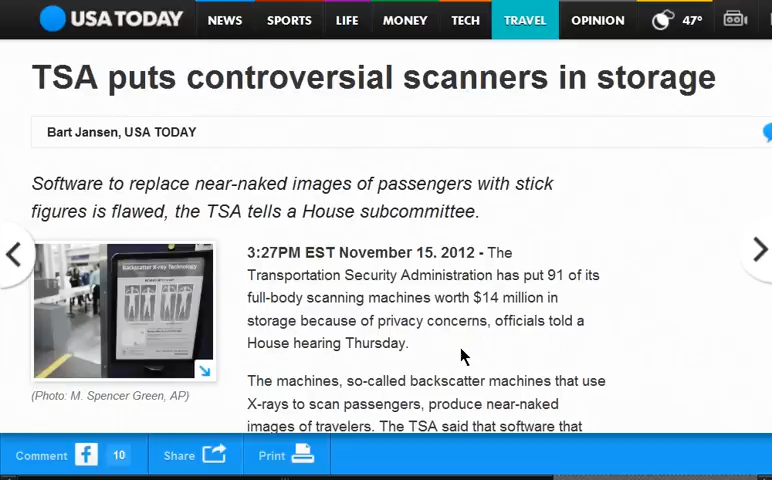 USA TODAY NEWS SPORTS LIFE MONEY TECH TRAVEL OPINION 47°
TSA puts controversial scanners in storage
Bart Jansen, USA TODAY
Software to replace near-naked images of passengers with stick
figures is flawed, the TSA tells a House subcommittee.
Backscatter X-ray Technology
(Photo: M. Spencer Green, AP)
3:27PM EST November 15. 2012 - The
Transportation Security Administration has put 91 of its
full-body scanning machines worth $14 million in
storage because of privacy concerns, officials told a
House hearing Thursday.
The machines, so-called backscatter machines that use
X-rays to scan passengers, produce near-naked
images of travelers. The TSA said that software that
Comment 10 Share Print